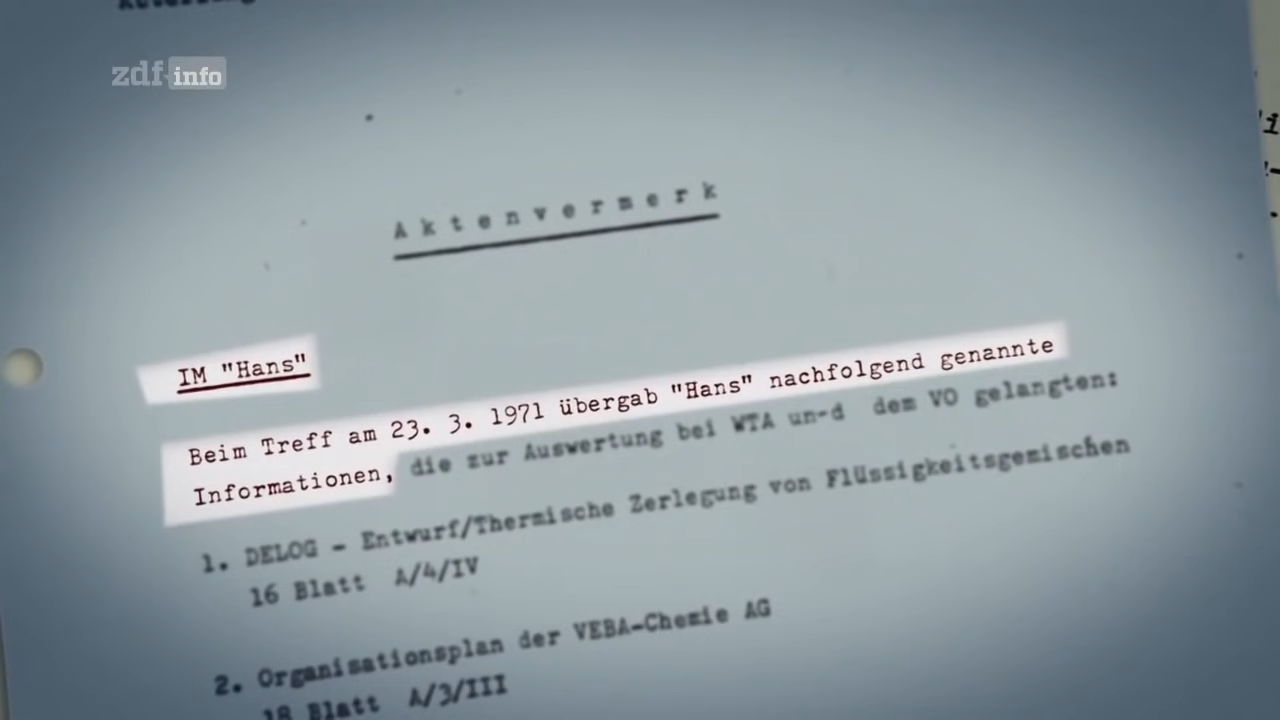 zdf info
Aktenvermerk
IM "Hans"
Beim Treff am 23. 3. 1971 übergab "Hans" nachfolgend genannte
Informationen, die zur Auswertung bei WTA un-d dem VO gelangten:
1. DELOG - Entwurf/Thermische Zerlegung von Flüssigkeitsgemischen
16 Blatt A/4/IV
2. Organisationsplan der VEBA-Chemie AG
18 Blatt A/3/III